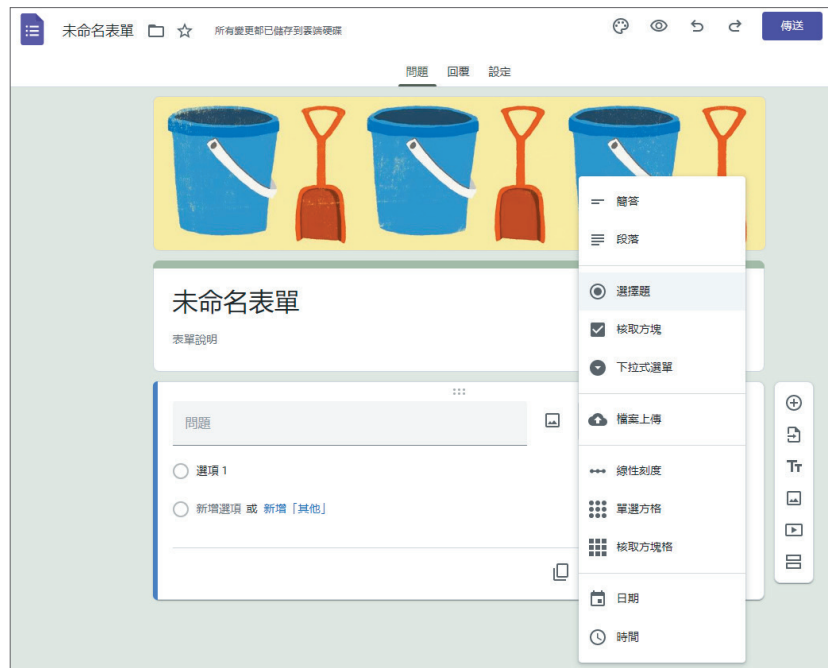 未命名表單
所有變更都已儲存到雲端硬碟
傳送
問題 回覆 設定
未命名表單
表單說明
問題
選項 1
新增選項 或 新增「其他」
簡答
段落
選擇題
核取方塊
下拉式選單
檔案上傳
線性刻度
單選方格
核取方塊格
日期
時間
Tт